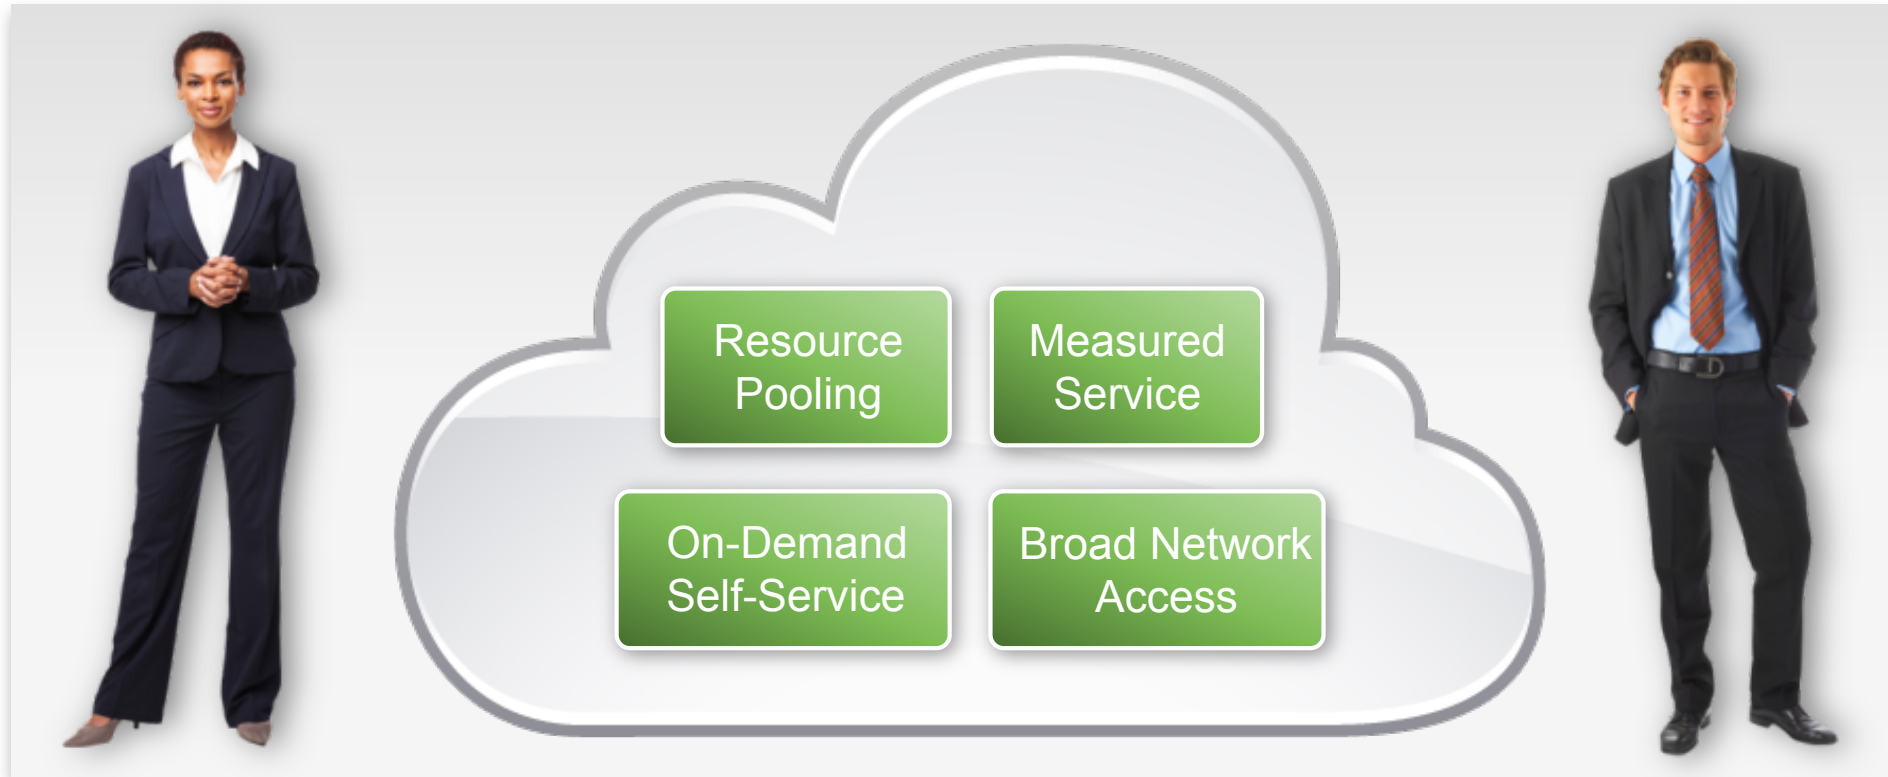 Resource
Pooling
Measured
Service
On-Demand
Self-Service
Broad Network
Access